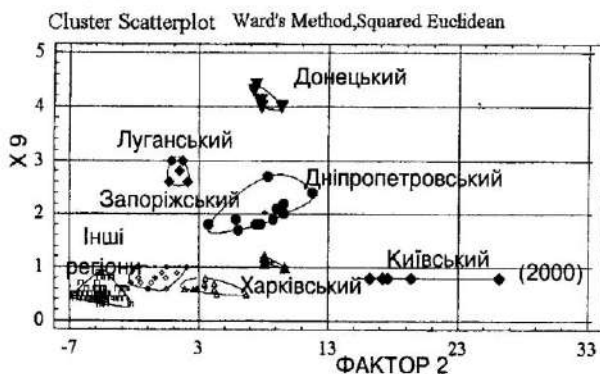 Cluster Scatterplot Ward's Method,Squared Euclidean
X 9
5
4
3
2
1
0
Донецький
Луганський
Запоріжський
Дніпропетровський
Інші
регіони
Київський
(2000)
Харківський
-7 3 13 23 33
ФАКТОР 2